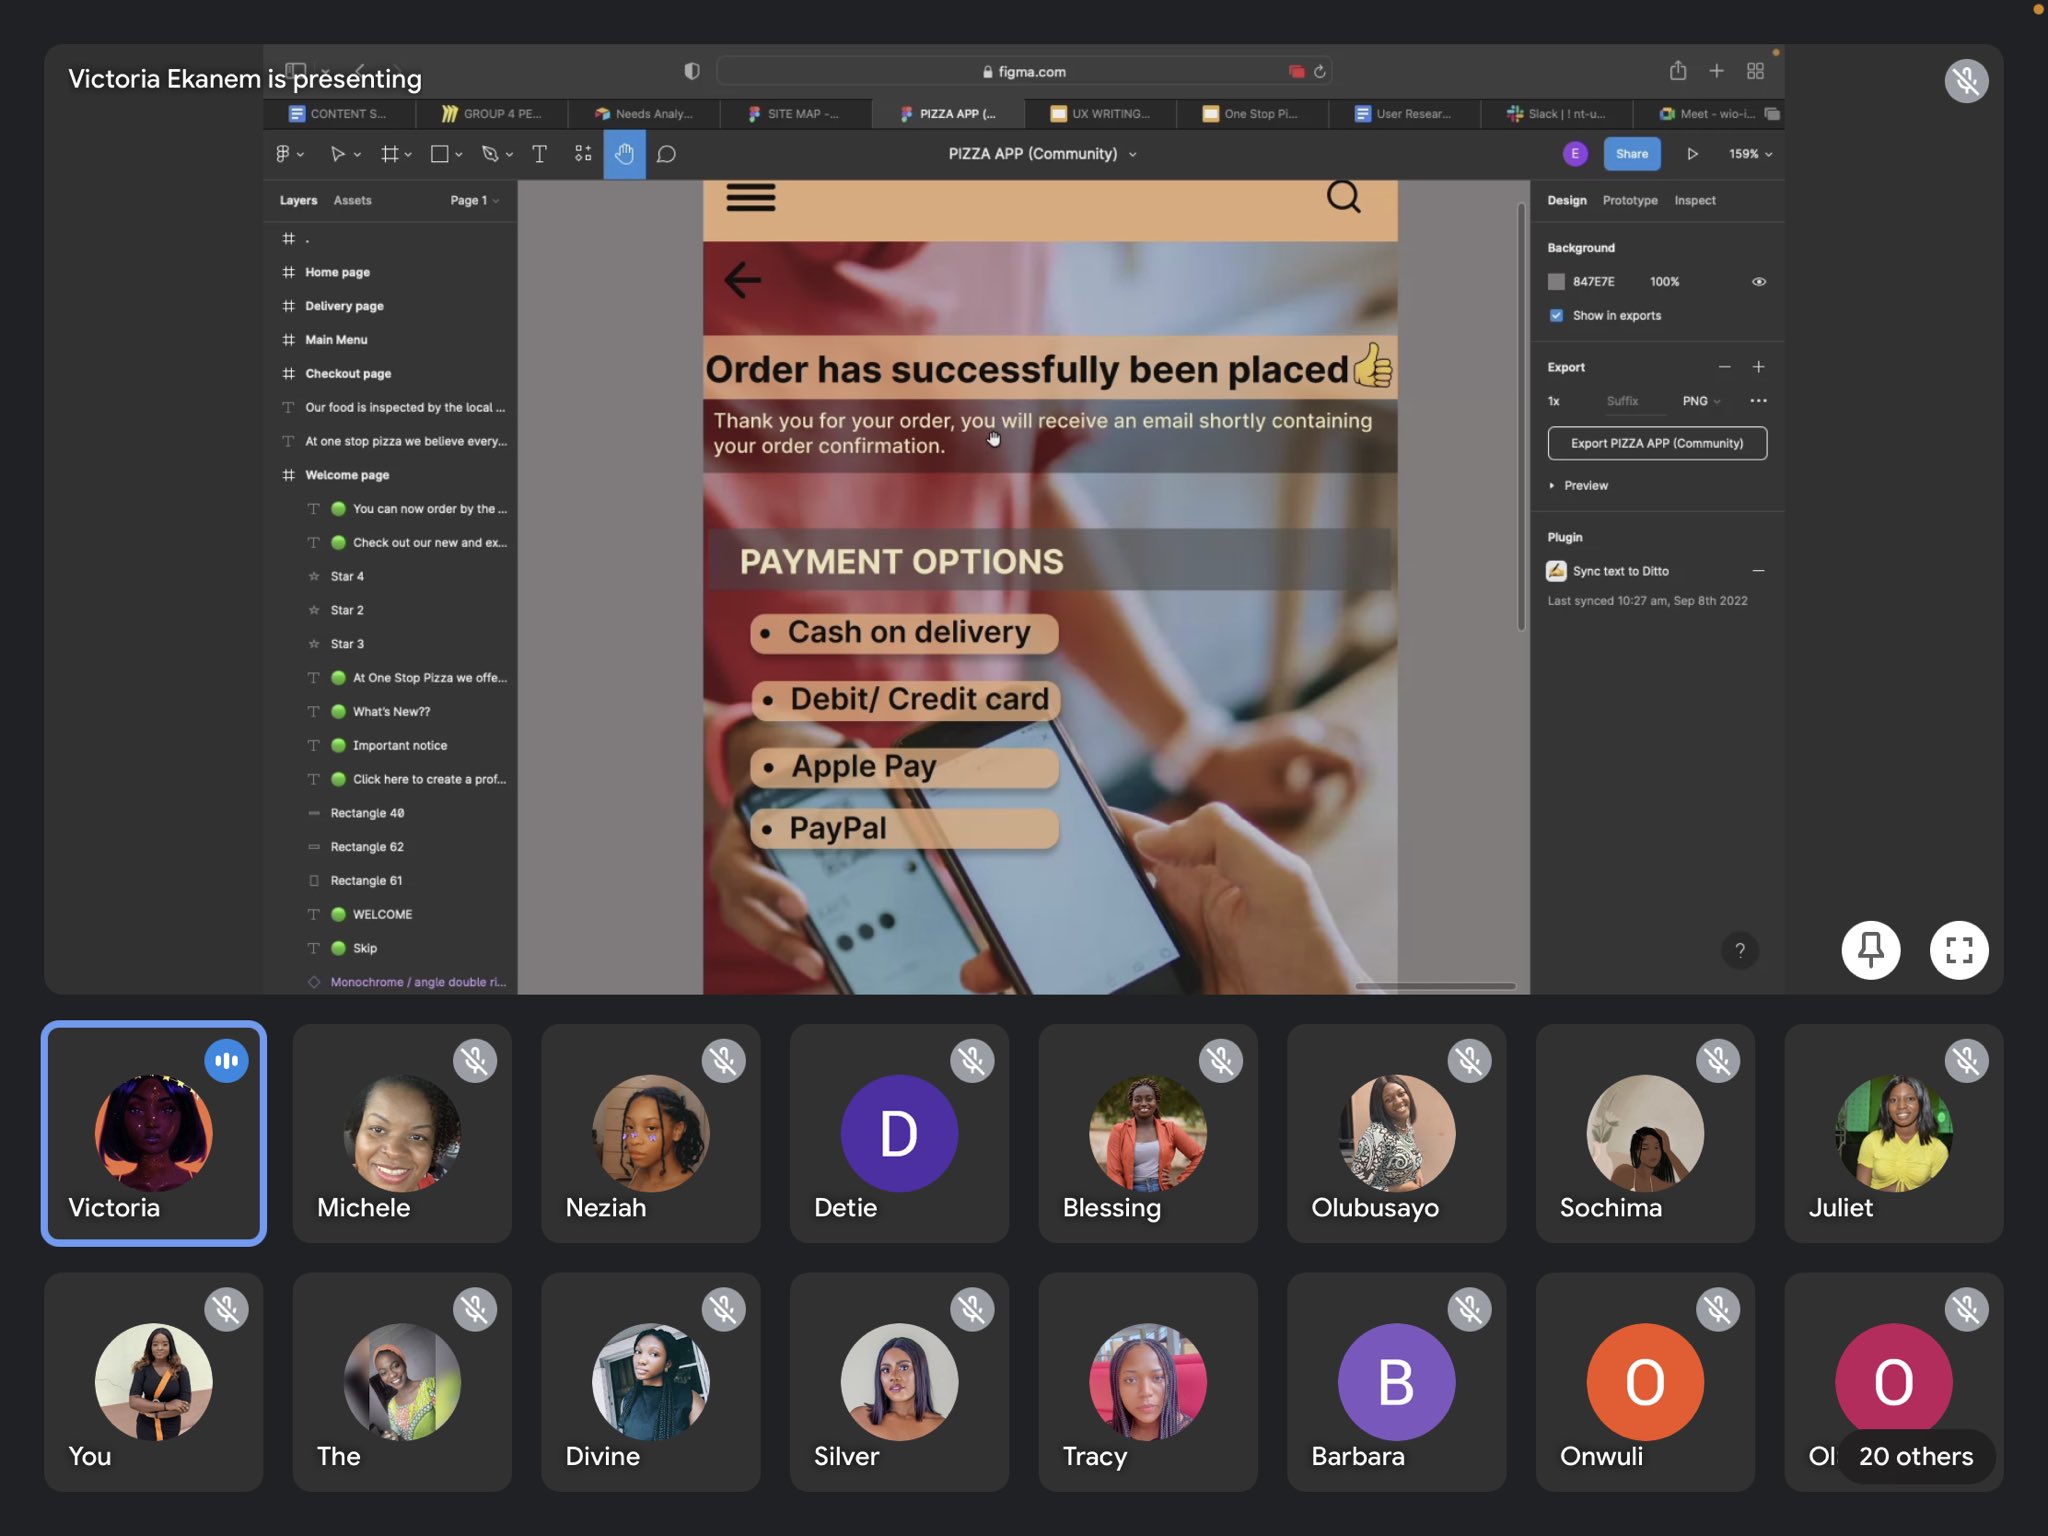 Victoria Ekanem is presenting
figma.com
CONTENT S...
GROUP 4 PE...
Needs Analy...
SITE MAP -...
PIZZA APP (...
UX WRITING...
One Stop Pi...
User Resear...
Slack | ! nt-u...
Meet - wio-i...
PIZZA APP (Community)
E
Share
159%
Layers
Assets
Page 1
.
Home page
Delivery page
Main Menu
Checkout page
Our food is inspected by the local ...
At one stop pizza we believe every...
Welcome page
You can now order by the ...
Check out our new and ex...
Star 4
Star 2
Star 3
At One Stop Pizza we offe...
What's New??
Important notice
Click here to create a prof...
Rectangle 40
Rectangle 62
Rectangle 61
WELCOME
Skip
Monochrome / angle double ri...
Order has successfully been placed👍
Thank you for your order, you will receive an email shortly containing
your order confirmation.
PAYMENT OPTIONS
• Cash on delivery
• Debit/ Credit card
• Apple Pay
• PayPal
Design
Prototype
Inspect
Background
847E7E
100%
Show in exports
Export
1x
Suffix
PNG
Export PIZZA APP (Community)
Preview
Plugin
Sync text to Ditto
Last synced 10:27 am, Sep 8th 2022
?
Victoria
Michele
D
Detie
Neziah
Blessing
Olubusayo
Sochima
Juliet
You
The
Divine
Silver
Tracy
B
Barbara
O
Onwuli
O
Ol
20 others